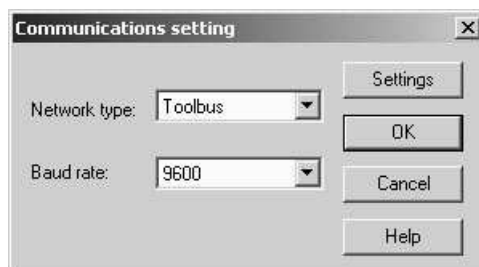 Communications setting
Settings
Network type: Toolbus
OK
Baud rate: 9600
Cancel
Help